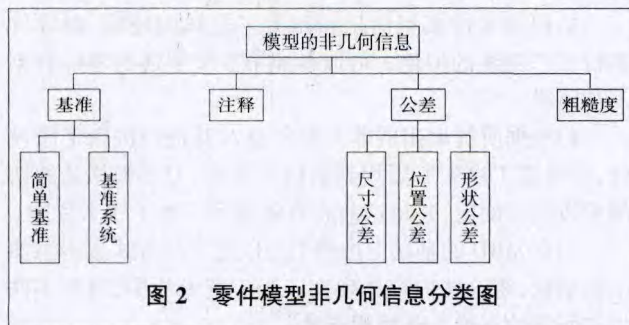 模型的非几何信息
基准
注释
公差
粗糙度
简单基准
基准系统
尺寸公差
位置公差
形状公差
图 2 零件模型非几何信息分类图